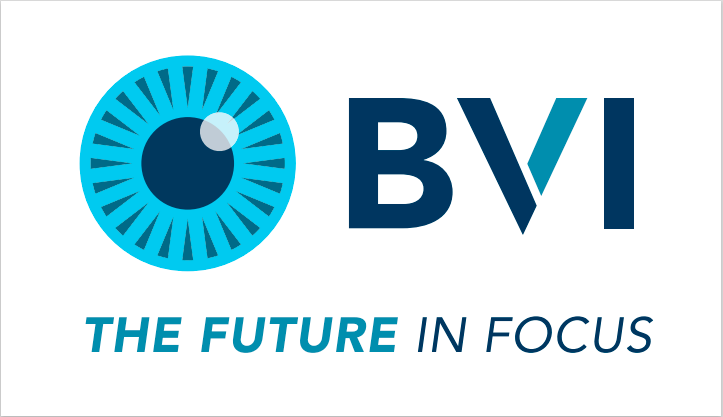 BVI
THE FUTURE IN FOCUS